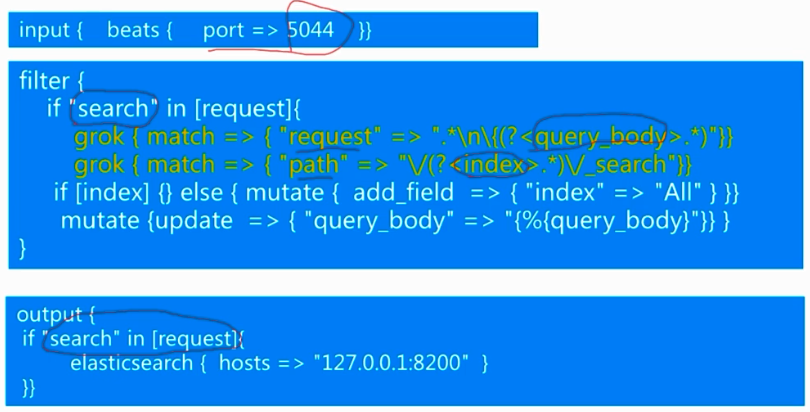 input {   beats {    port => 5044   }}
filter {
if "search" in [request]{
grok { match => { "request" => ".*\n\{(?<query_body>.*)"}}
grok { match => { "path" => "\/(?<index>.*)\/_search"}}
if [index] {} else { mutate {  add_field  => { "index" => "All" } }}
mutate {update  => { "query_body" => "{%{query_body}"}} }
}
output {
if "search" in [request]{
elasticsearch {  hosts => "127.0.0.1:8200"  }
}}